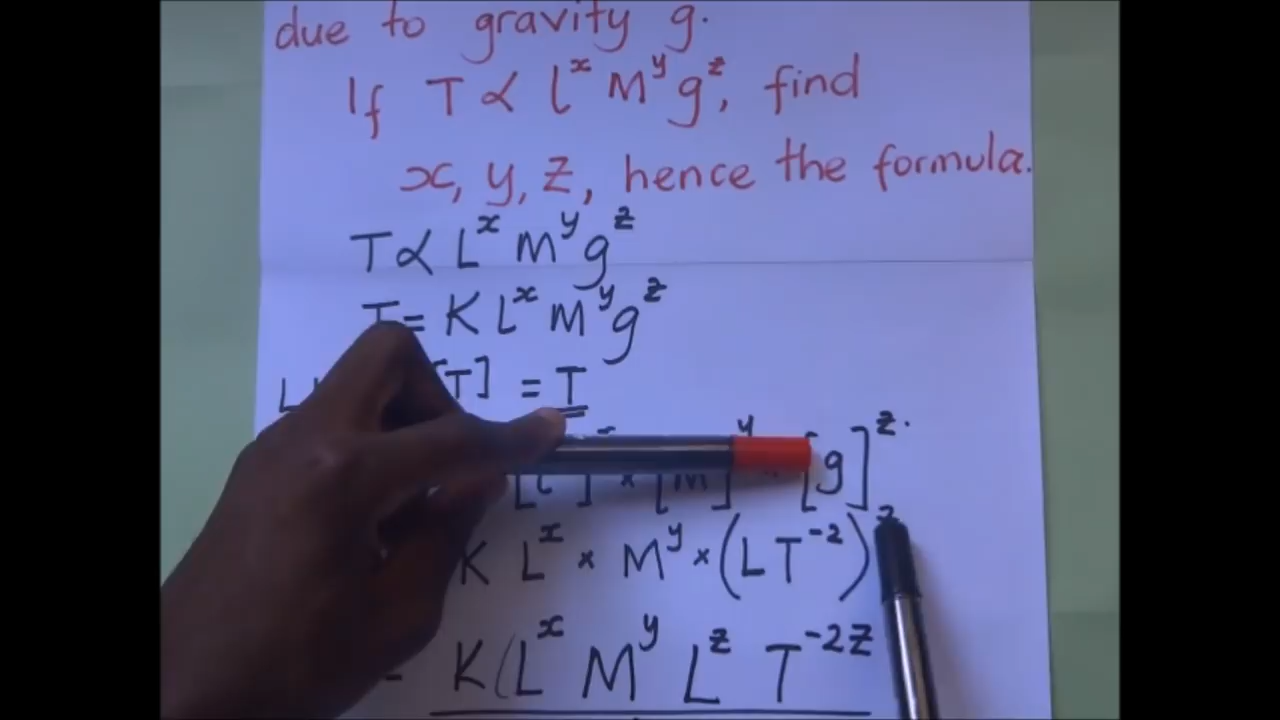 due to gravity g.
If T ∝ l^x M^y g^z, find
x, y, z, hence the formula.
T ∝ L^x M^y g^z
T = K L^x M^y g^z
[T] = T
[l] × [m]^y [g]^z.
K L^x × M^y × (LT^-2)^z
K(L^x M^y L^z T^-2z